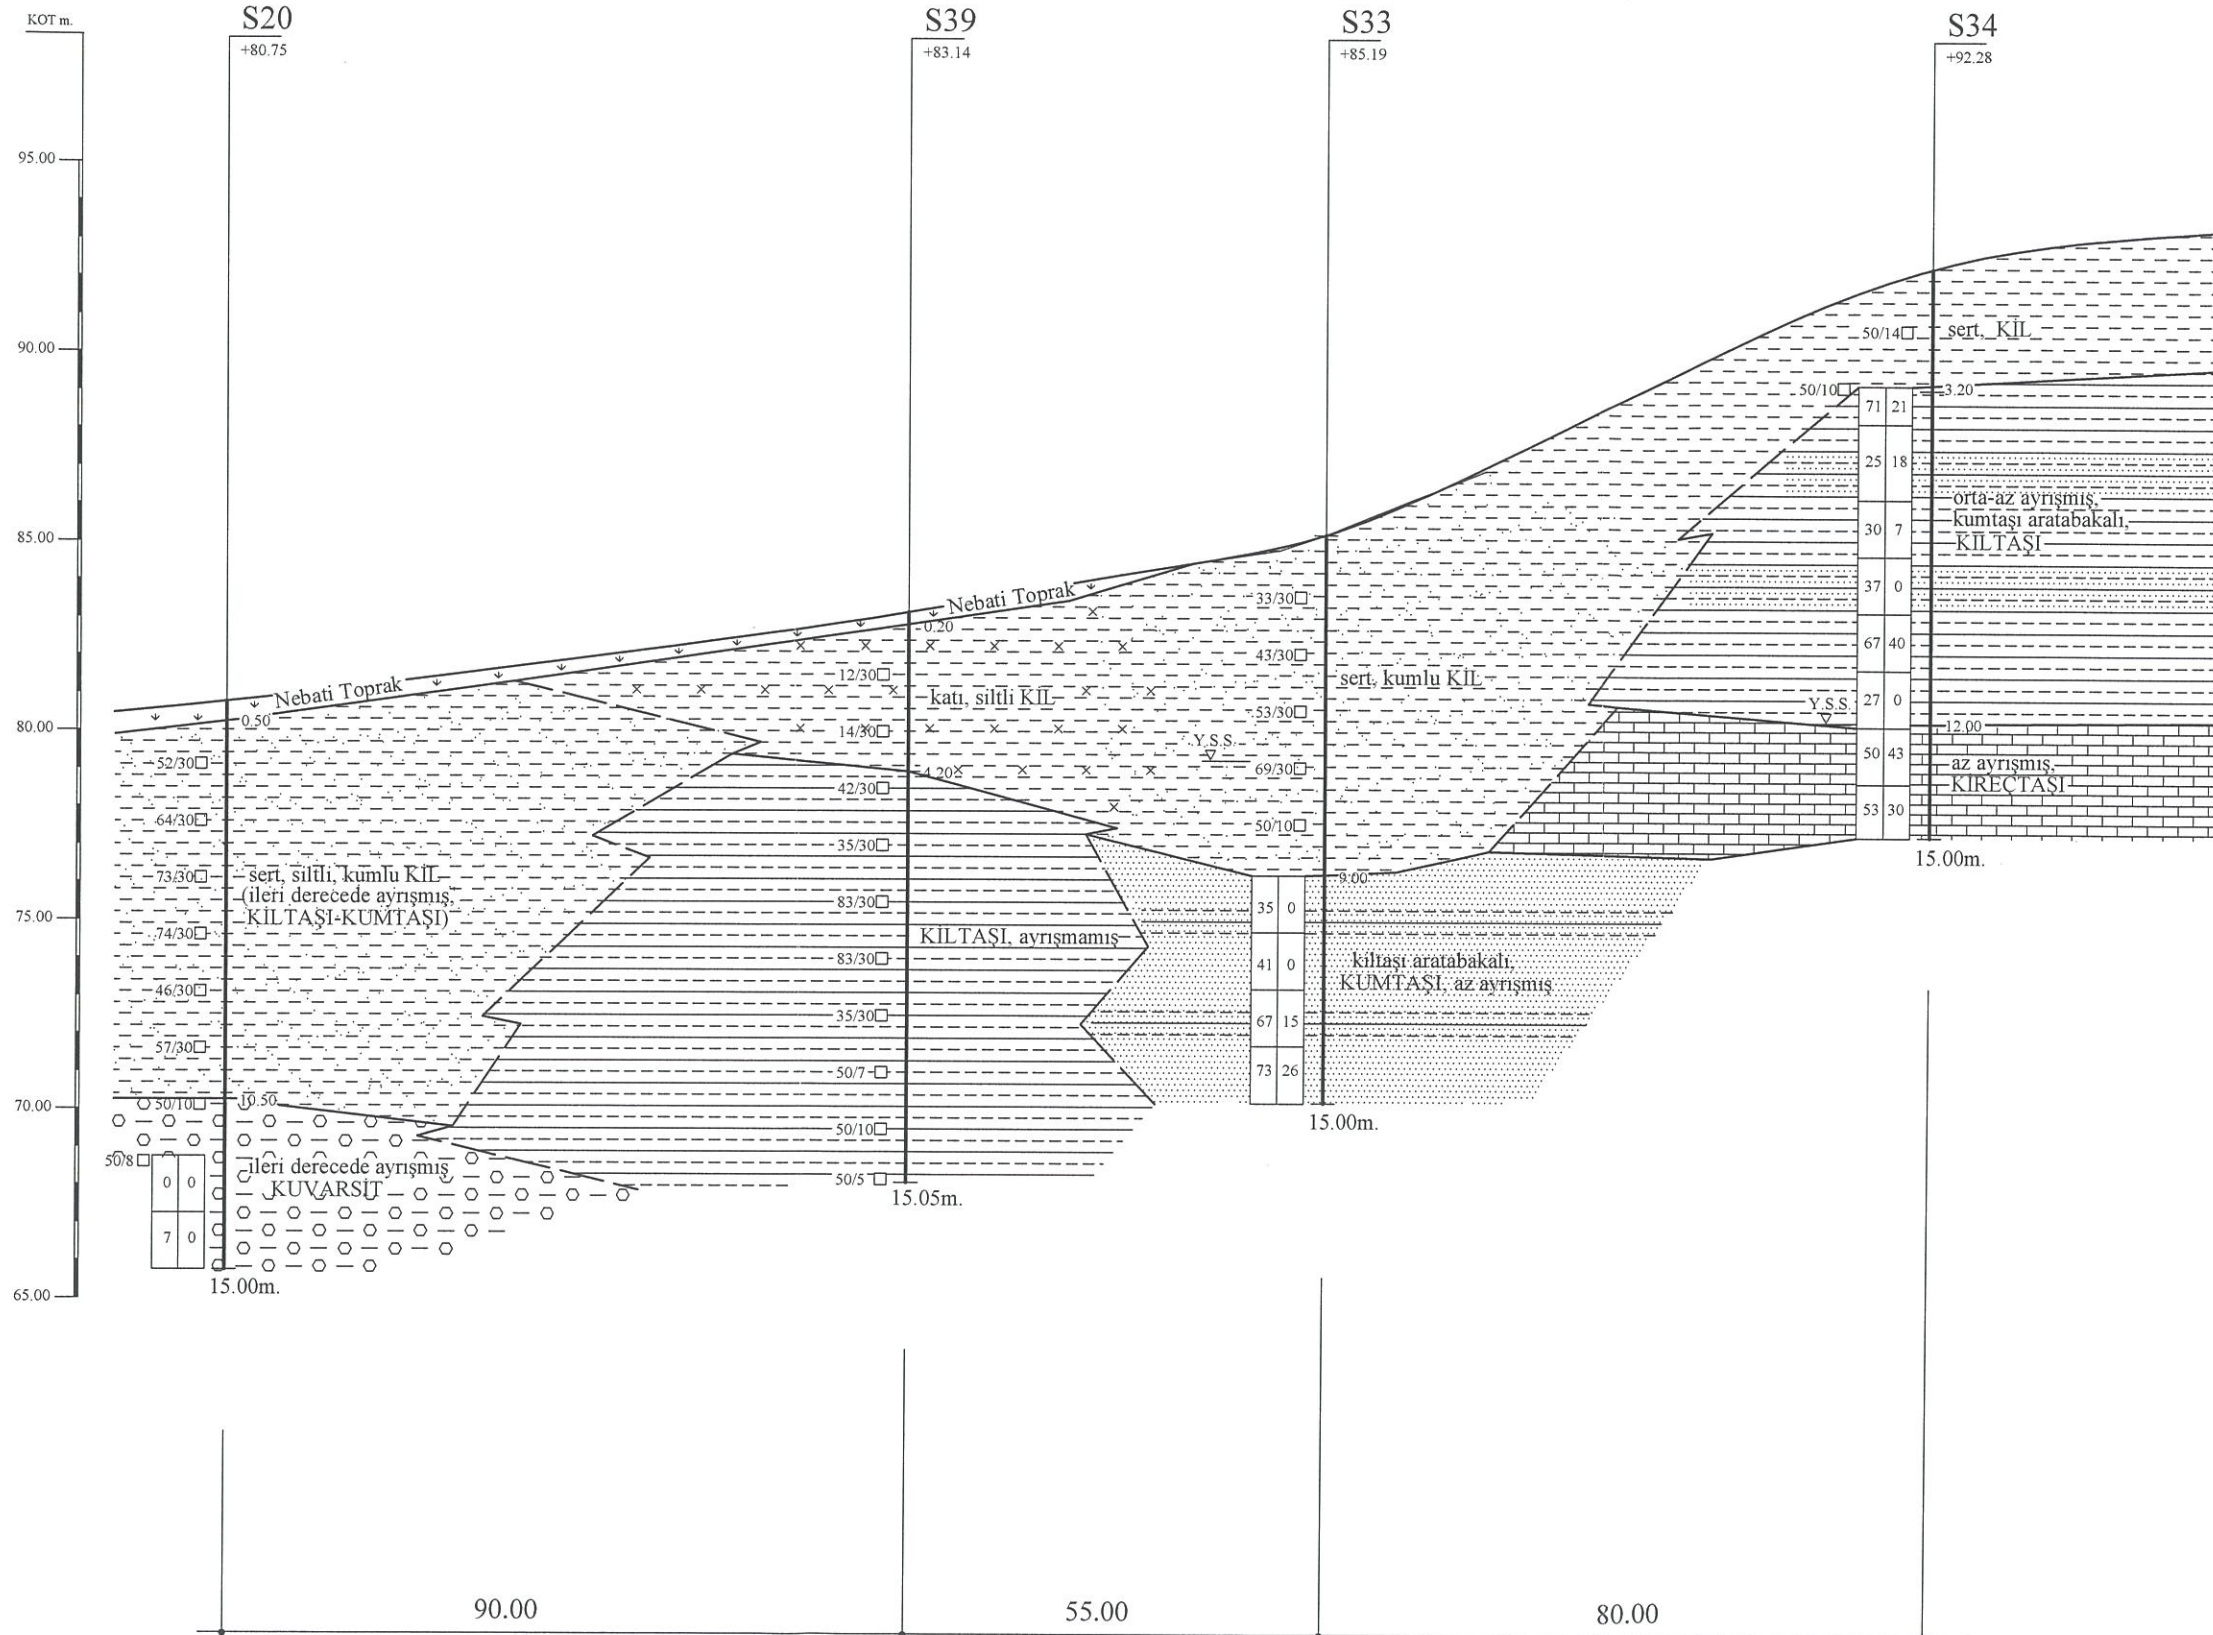 KOT m.
S20
+80.75
S39
+83.14
S33
+85.19
S34
+92.28
95.00
90.00
85.00
80.00
75.00
70.00
65.00
Nebati Toprak
0.50
52/30
64/30
73/30
74/30
46/30
57/30
50/10
50/8
sert, siltli, kumlu KİL
(ileri derecede ayrışmış,
KİLTAŞI-KUMTAŞI)
10.50
ileri derecede ayrışmış
KUVARSİT
0 0
7 0
15.00m.
Nebati Toprak
0.20
12/30
katı, siltli KİL
14/30
4.20
42/30
35/30
83/30
KİLTAŞI, ayrışmamış
83/30
35/30
50/7
50/10
50/5
15.05m.
33/30
43/30
sert, kumlu KİL
53/30
Y.S.S.
69/30
50/10
9.00
35 0
41 0
67 15
73 26
kiltaşı aratabakalı,
KUMTAŞI, az ayrışmış
15.00m.
50/14
sert, KİL
50/10
3.20
71 21
25 18
30 7
37 0
67 40
27 0
50 43
53 30
orta-az ayrışmış,
kumtaşı aratabakalı,
KİLTAŞI
Y.S.S.
12.00
az ayrışmış,
KİREÇTAŞI
15.00m.
90.00
55.00
80.00